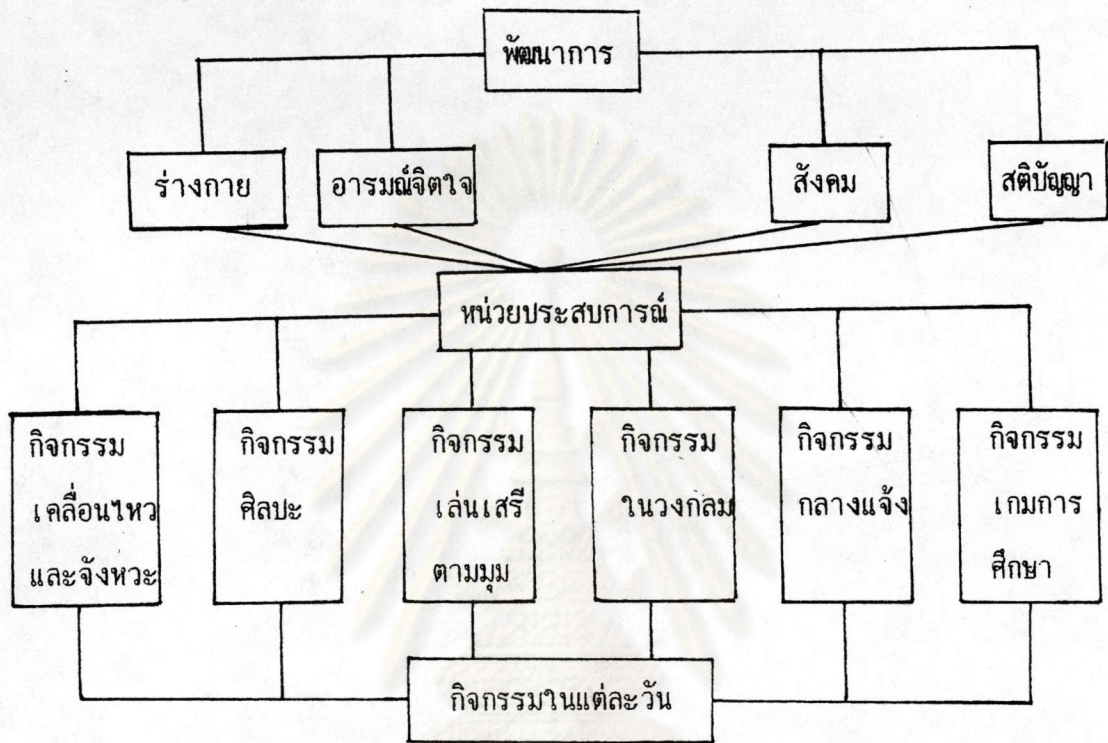 พัฒนาการ
ร่างกาย
อารมณ์จิตใจ
สังคม
สติปัญญา
หน่วยประสบการณ์
กิจกรรม
เคลื่อนไหว
และจังหวะ
กิจกรรม
ศิลปะ
กิจกรรม
เล่นเสรี
ตามมุม
กิจกรรม
ในวงกลม
กิจกรรม
กลางแจ้ง
กิจกรรม
เกมการ
ศึกษา
กิจกรรมในแต่ละวัน